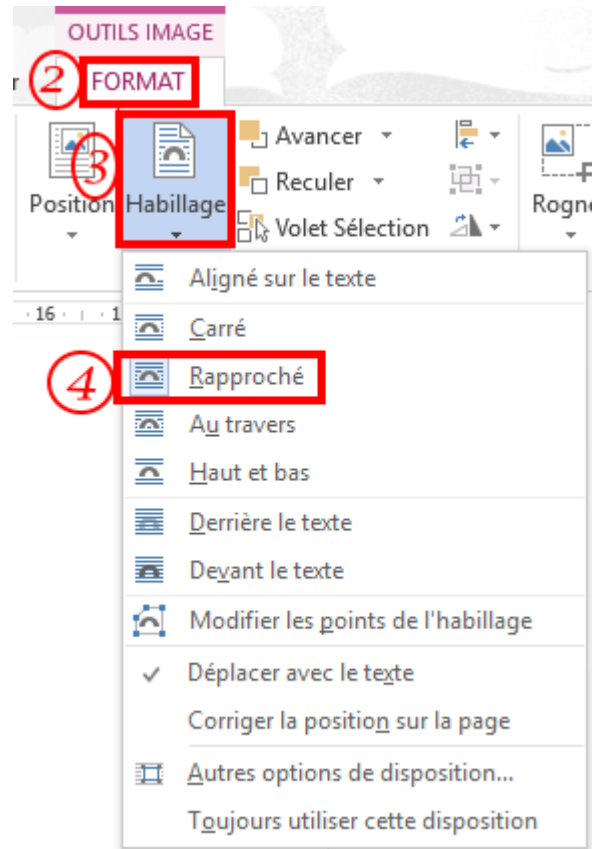 OUTILS IMAGE
r 2 FORMAT
3
Avancer
Reculer
Position Habillage Rogne
Volet Sélection
Aligné sur le texte
16 1
Carré
4 Rapproché
Au travers
Haut et bas
Derrière le texte
Devant le texte
Modifier les points de l'habillage
Déplacer avec le texte
Corriger la position sur la page
Autres options de disposition...
Toujours utiliser cette disposition